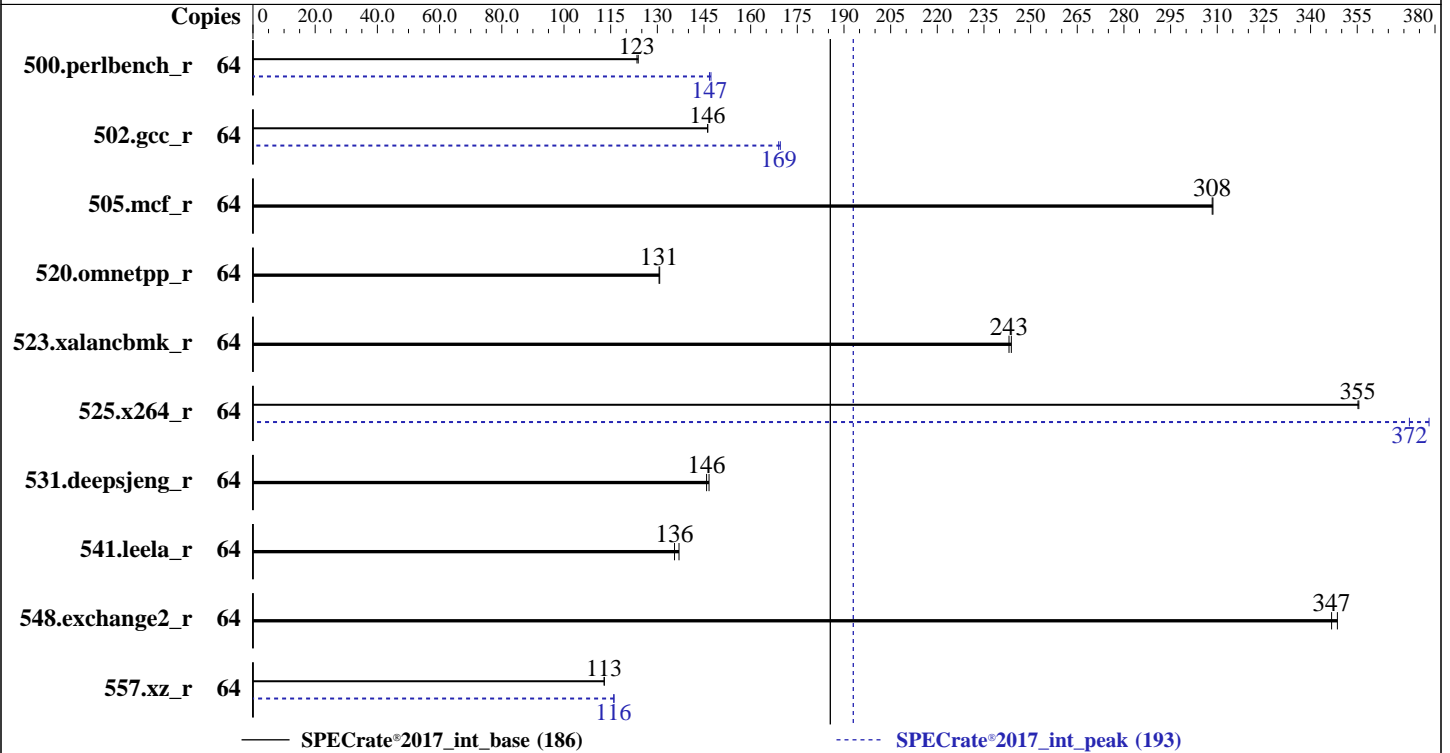 Copies 0 20.0 40.0 60.0 80.0 100 115 130 145 160 175 190 205 220 235 250 265 280 295 310 325 340 355 380
500.perlbench_r 64 123
147
502.gcc_r 64 146
169
505.mcf_r 64 308
520.omnetpp_r 64 131
523.xalancbmk_r 64 243
525.x264_r 64 355
372
531.deepsjeng_r 64 146
541.leela_r 64 136
548.exchange2_r 64 347
557.xz_r 64 113
116
SPECrate®2017_int_base (186) SPECrate®2017_int_peak (193)